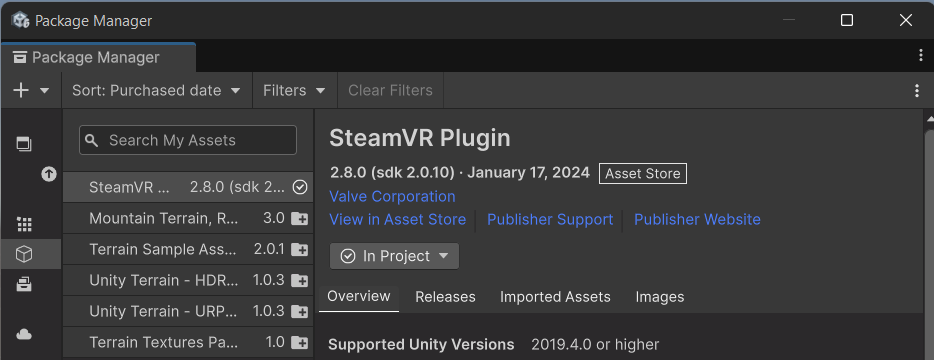 Package Manager
Package Manager
Sort: Purchased date Filters Clear Filters
Search My Assets
SteamVR ... 2.8.0 (sdk 2...
Mountain Terrain, R... 3.0
Terrain Sample Ass... 2.0.1
Unity Terrain - HDR... 1.0.3
Unity Terrain - URP... 1.0.3
Terrain Textures Pa... 1.0
SteamVR Plugin
2.8.0 (sdk 2.0.10) · January 17, 2024 Asset Store
Valve Corporation
View in Asset Store Publisher Support Publisher Website
In Project
Overview Releases Imported Assets Images
Supported Unity Versions 2019.4.0 or higher